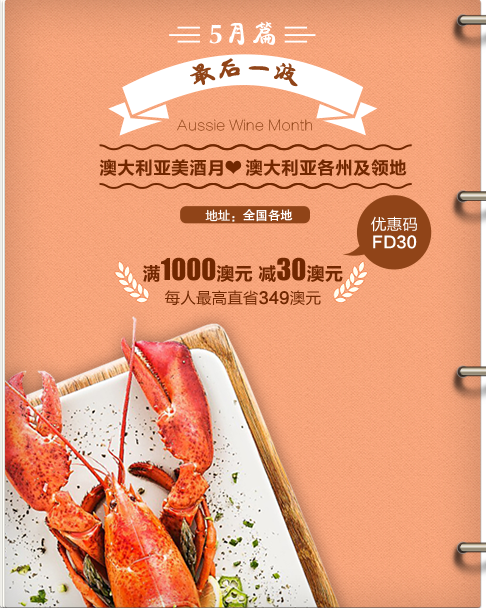 5月篇
最后一波
Aussie Wine Month
澳大利亚美酒月❤澳大利亚各州及领地
地址：全国各地
优惠码
FD30
满1000澳元 减30澳元
每人最高直省349澳元